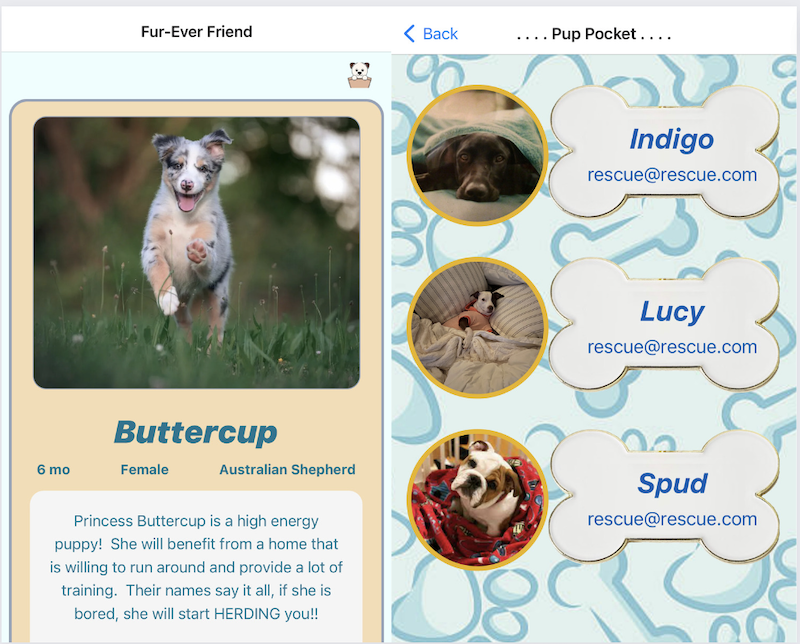 Fur-Ever Friend
Buttercup
6 mo Female Australian Shepherd
Princess Buttercup is a high energy
puppy!  She will benefit from a home that
is willing to run around and provide a lot of
training.  Their names say it all, if she is
bored, she will start HERDING you!!
Back
. . . . Pup Pocket . . . .
Indigo
rescue@rescue.com
Lucy
rescue@rescue.com
Spud
rescue@rescue.com